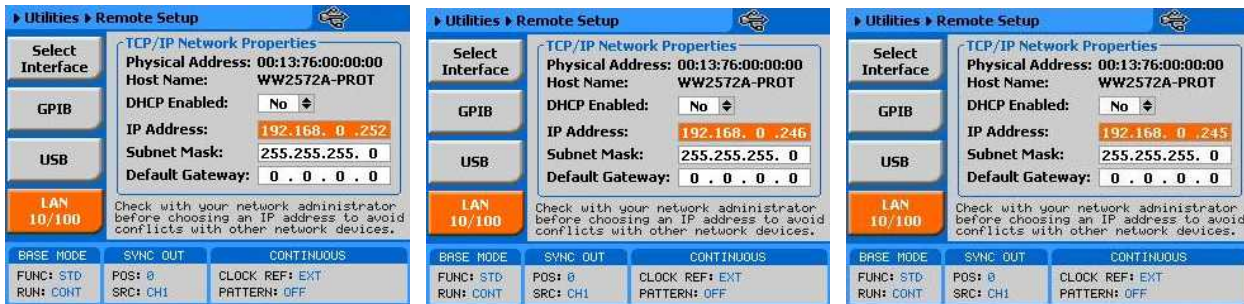 Utilities Remote Setup
Select
Interface
GPIB
USB
LAN
10/100
TCP/IP Network Properties
Physical Address: 00:13:76:00:00:00
Host Name: WW2572A-PROT
DHCP Enabled: No
IP Address: 192.168. 0 .252
Subnet Mask: 255.255.255. 0
Default Gateway: 0 . 0 . 0 . 0
Check with your network administrator
before choosing an IP address to avoid
conflicts with other network devices.
BASE MODE SYNC OUT CONTINUOUS
FUNC: STD POS: 0 CLOCK REF: EXT
RUN: CONT SRC: CH1 PATTERN: OFF
Utilities Remote Setup
Select
Interface
GPIB
USB
LAN
10/100
TCP/IP Network Properties
Physical Address: 00:13:76:00:00:00
Host Name: WW2572A-PROT
DHCP Enabled: No
IP Address: 192.168. 0 .246
Subnet Mask: 255.255.255. 0
Default Gateway: 0 . 0 . 0 . 0
Check with your network administrator
before choosing an IP address to avoid
conflicts with other network devices.
BASE MODE SYNC OUT CONTINUOUS
FUNC: STD POS: 0 CLOCK REF: EXT
RUN: CONT SRC: CH1 PATTERN: OFF
Utilities Remote Setup
Select
Interface
GPIB
USB
LAN
10/100
TCP/IP Network Properties
Physical Address: 00:13:76:00:00:00
Host Name: WW2572A-PROT
DHCP Enabled: No
IP Address: 192.168. 0 .245
Subnet Mask: 255.255.255. 0
Default Gateway: 0 . 0 . 0 . 0
Check with your network administrator
before choosing an IP address to avoid
conflicts with other network devices.
BASE MODE SYNC OUT CONTINUOUS
FUNC: STD POS: 0 CLOCK REF: EXT
RUN: CONT SRC: CH1 PATTERN: OFF